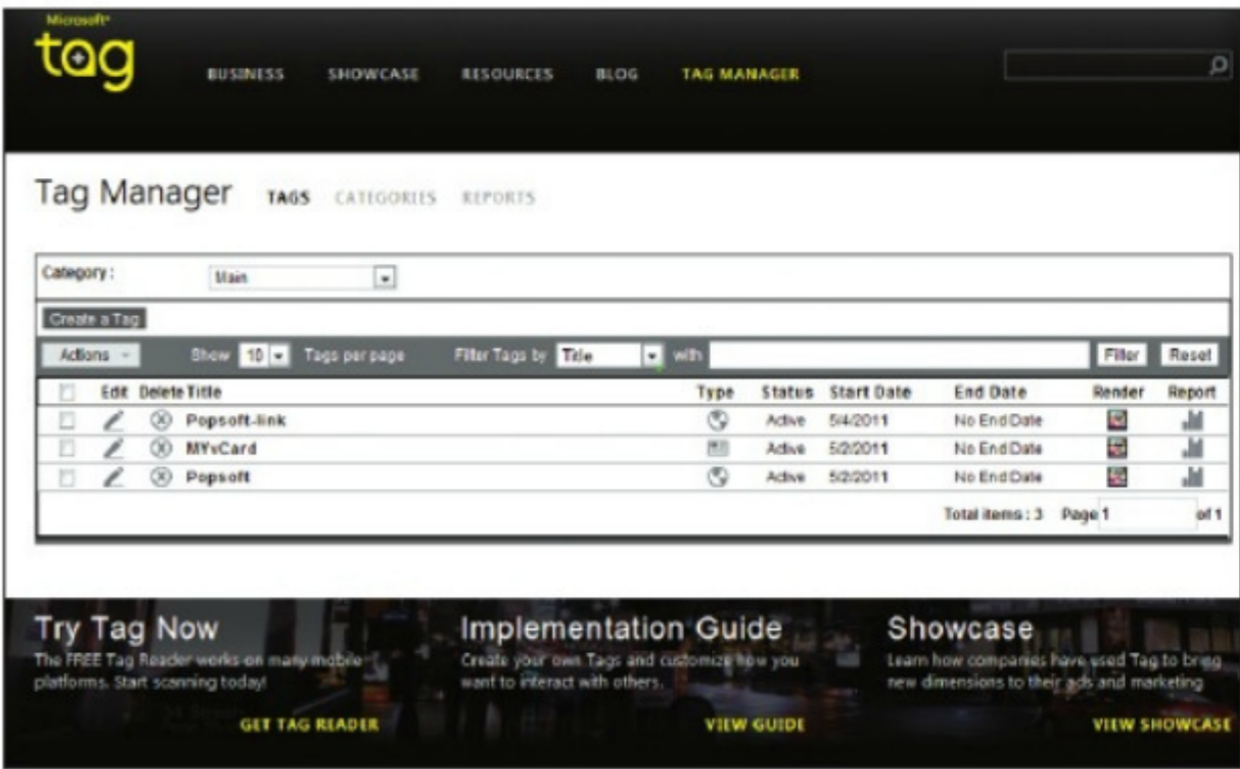 Microsoft®
tag
BUSINESS SHOWCASE RESOURCES BLOG TAG MANAGER
Tag Manager TAGS CATEGORIES REPORTS
Category : Main
Create a Tag
Actions Show 10 Tags per page Filter Tags by Title with Filter Reset
Edit Delete Title Type Status Start Date End Date Render Report
Popsoft-link Active 5/4/2011 No End Date
MYvCard Active 5/2/2011 No End Date
Popsoft Active 5/2/2011 No End Date
Total items : 3 Page 1 of 1
Try Tag Now Implementation Guide Showcase
The FREE Tag Reader works on many mobile Create your own Tags and customize how you Learn how companies have used Tag to bring
platforms. Start scanning today! want to interact with others. new dimensions to their ads and marketing
GET TAG READER VIEW GUIDE VIEW SHOWCASE